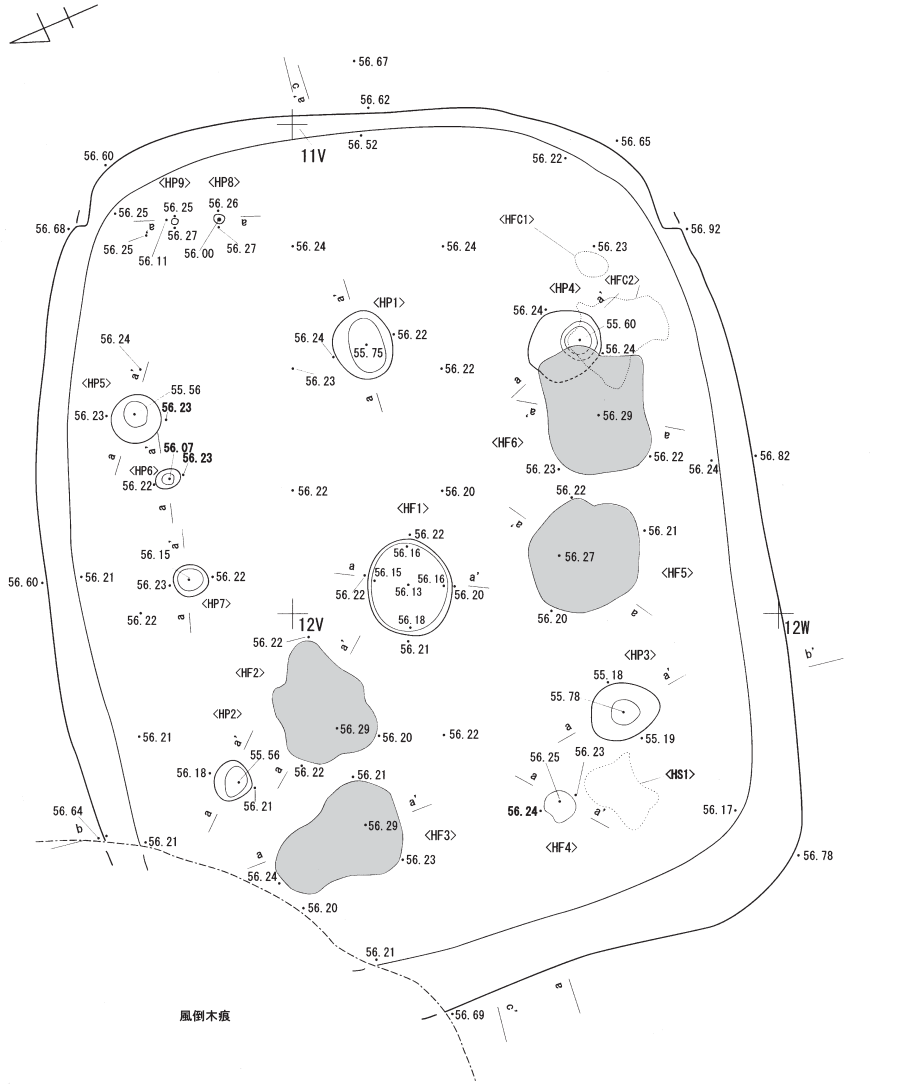 56.67
c' a'
56.62
11V
56.52
56.65
56.60
56.22
<HP9> <HP8>
56.25 56.25 56.26
a' a
56.68
56.25 56.27 56.27
56.11 56.00
<HFC1>
56.92
56.24 56.24 56.23
<HP4> <HFC2>
a' <HP1> a'
56.24
56.24 56.22 55.60
55.75 56.24
56.24
56.23 56.22
a' a a
<HP5> 55.56
56.23 56.23
a'
56.29
a a' 56.07 <HF6> a
<HP6> 56.23 56.22
56.22 56.23 56.24 56.82
a 56.22 56.20 56.22
<HF1>
56.22 a' 56.21
56.15 a' 56.16
56.27
a 56.15 56.16 a'
56.60 56.21 56.23 56.22 56.22 56.13 56.20 <HF5>
<HP7>
56.22 a 56.18 56.20 a
12V 12W
56.22 a' 56.21
<HP3> b'
<HF2> 55.18 a'
55.78
<HP2>
56.29 a
56.21 a' 56.20 56.22 55.19
55.56 56.25 56.23
56.18 a 56.22 56.21 a <HS1>
56.21
a a' 56.24 a' 56.17
56.64
b 56.29 <HF3>
56.21 <HF4>
a 56.23 56.78
56.24
56.20
56.21
a
c'
風倒木痕 56.69